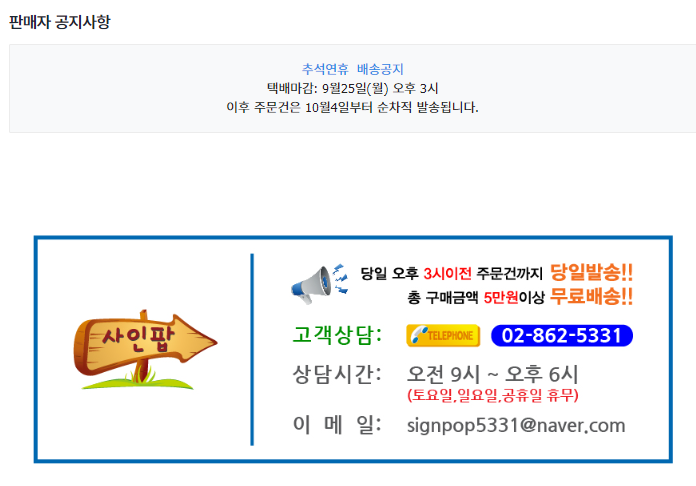 판매자 공지사항
추석연휴 배송공지
택배마감: 9월25일(월) 오후 3시
이후 주문건은 10월4일부터 순차적 발송됩니다.
사인팝
당일 오후 3시이전 주문건까지 당일발송!!
총 구매금액 5만원이상 무료배송!!
고객상담: TELEPHONE 02-862-5331
상담시간: 오전 9시 ~ 오후 6시
(토요일,일요일,공휴일 휴무)
이 메 일: signpop5331@naver.com